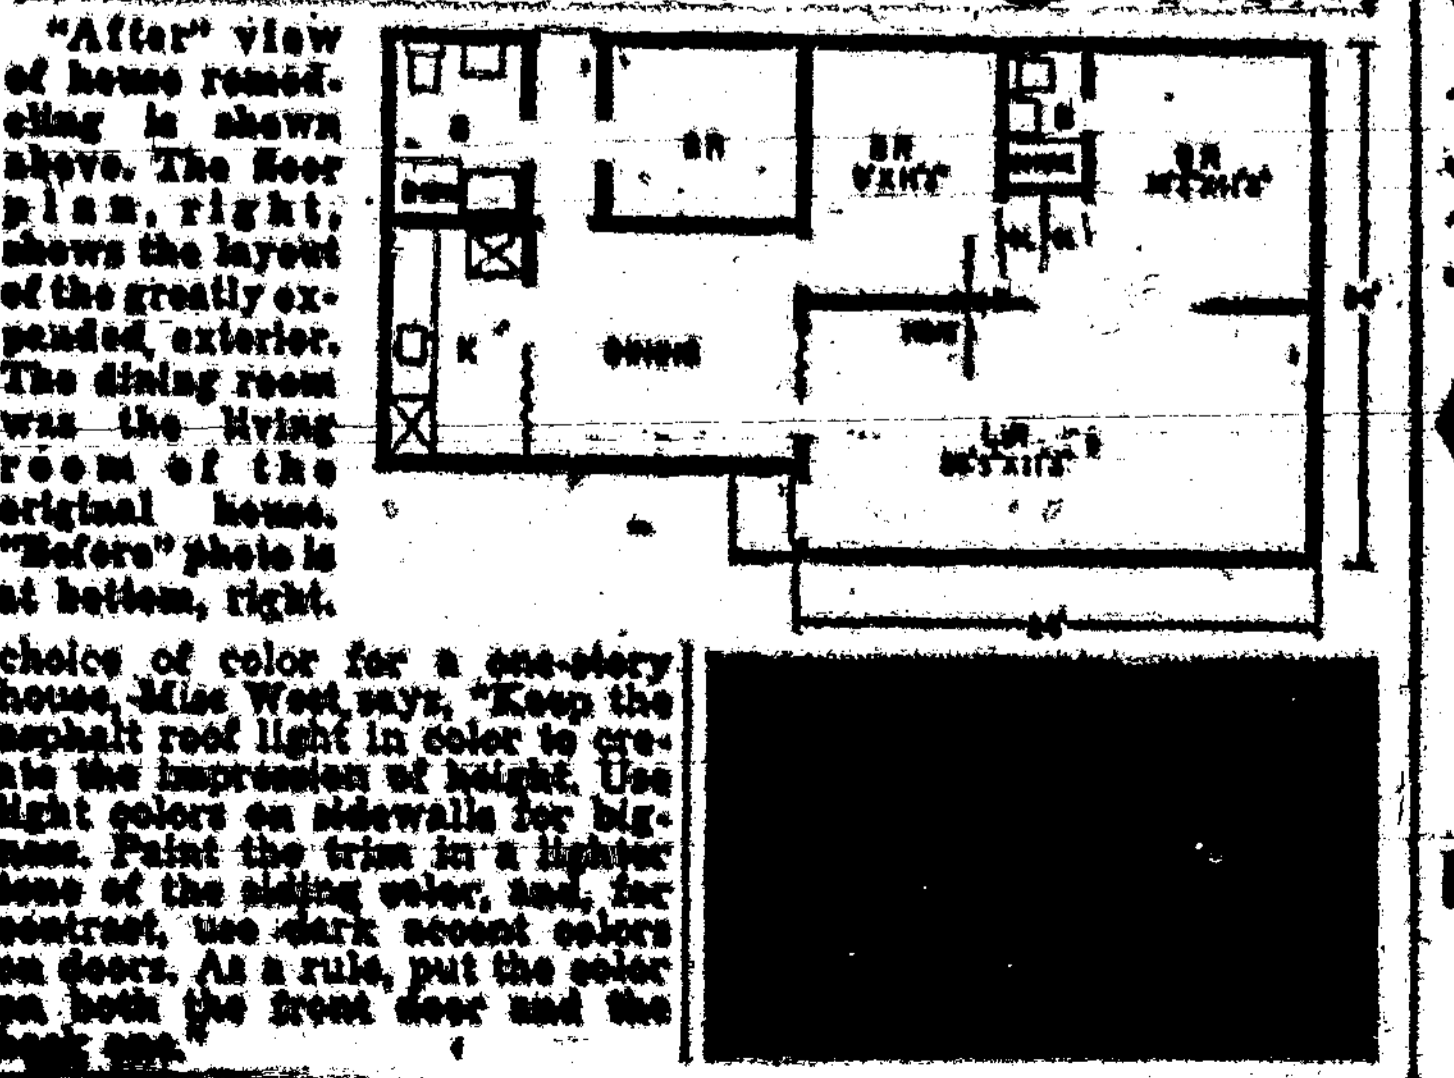 "After" view
of house remod-
eling is shown
above. The floor
plan, right,
shows the layout
of the greatly ex-
panded, exterior.
The dining room
was the living
room of the
original house.
"Before" photo is
at bottom, right.
choice of color for a one-story
house, Miss West says, "Keep the
asphalt roof light in color to cre-
ate the impression of height. Use
light colors on sidewalls for big-
ness. Paint the trim in a lighter
tone of the siding color, and, for
contrast, use dark accent colors
on doors. As a rule, put the color
on both the front door and the
B
BR
BR
B
BR
K
DINING
LR